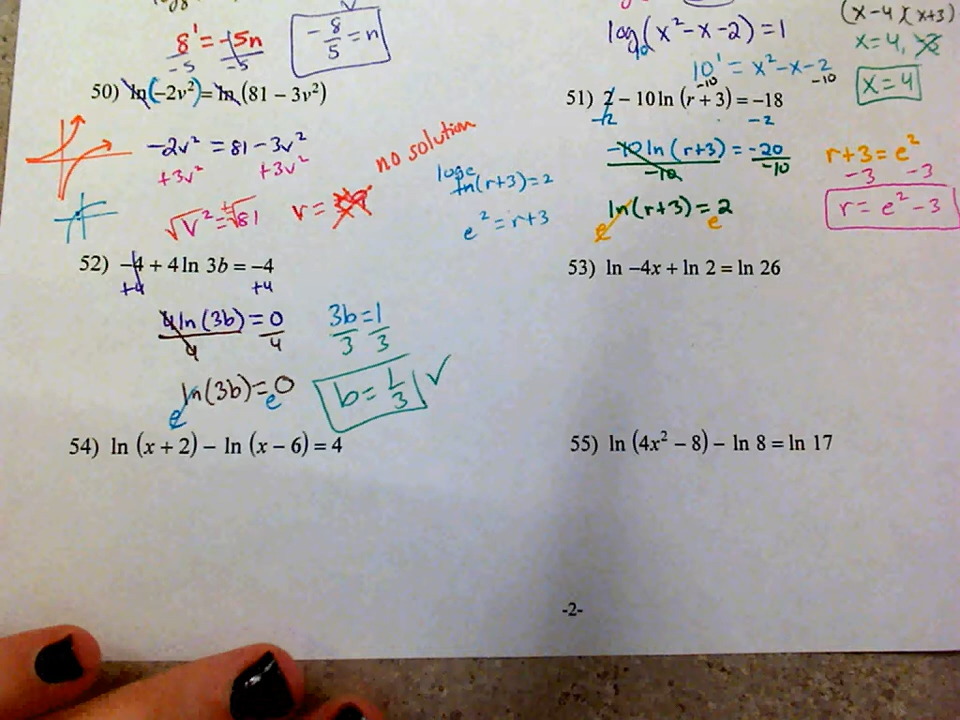 8¹ = -15n
-5 -5
-8/5 = n
log(x² - x - 2) = 1
10¹ = x² - x - 2
-10 -10
(x-4)(x+3)
x = 4, -3
x = 4
50) ln(-2v²) = ln (81 − 3v²)
-2v² = 81 - 3v²
+3v² +3v²
√v² = ±√81
v =
no solution
51) 2 − 10 ln (r + 3) = −18
-2 -2
-10 ln (r+3) = -20
-10 -10
ln(r+3) = 2
e e
loge
ln(r+3) = 2
e² = r+3
r+3 = e²
-3 -3
r = e² - 3
52) −4 + 4 ln 3b = −4
+4 +4
4 ln(3b) = 0
4 4
ln(3b) = 0
e e
3b = 1
3 3
b = 1/3 ✓
53) ln −4x + ln 2 = ln 26
54) ln (x + 2) − ln (x − 6) = 4
55) ln (4x² − 8) − ln 8 = ln 17
-2-